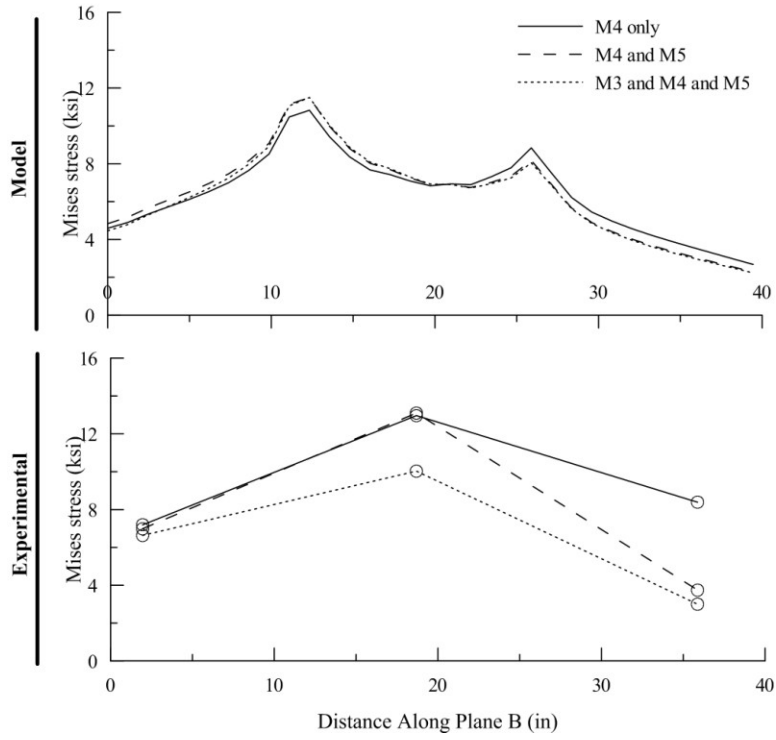 Model
Mises stress (ksi)
16
12
8
4
0
0 10 20 30 40
M4 only
M4 and M5
M3 and M4 and M5
Experimental
Mises stress (ksi)
16
12
8
4
0
0 10 20 30 40
Distance Along Plane B (in)